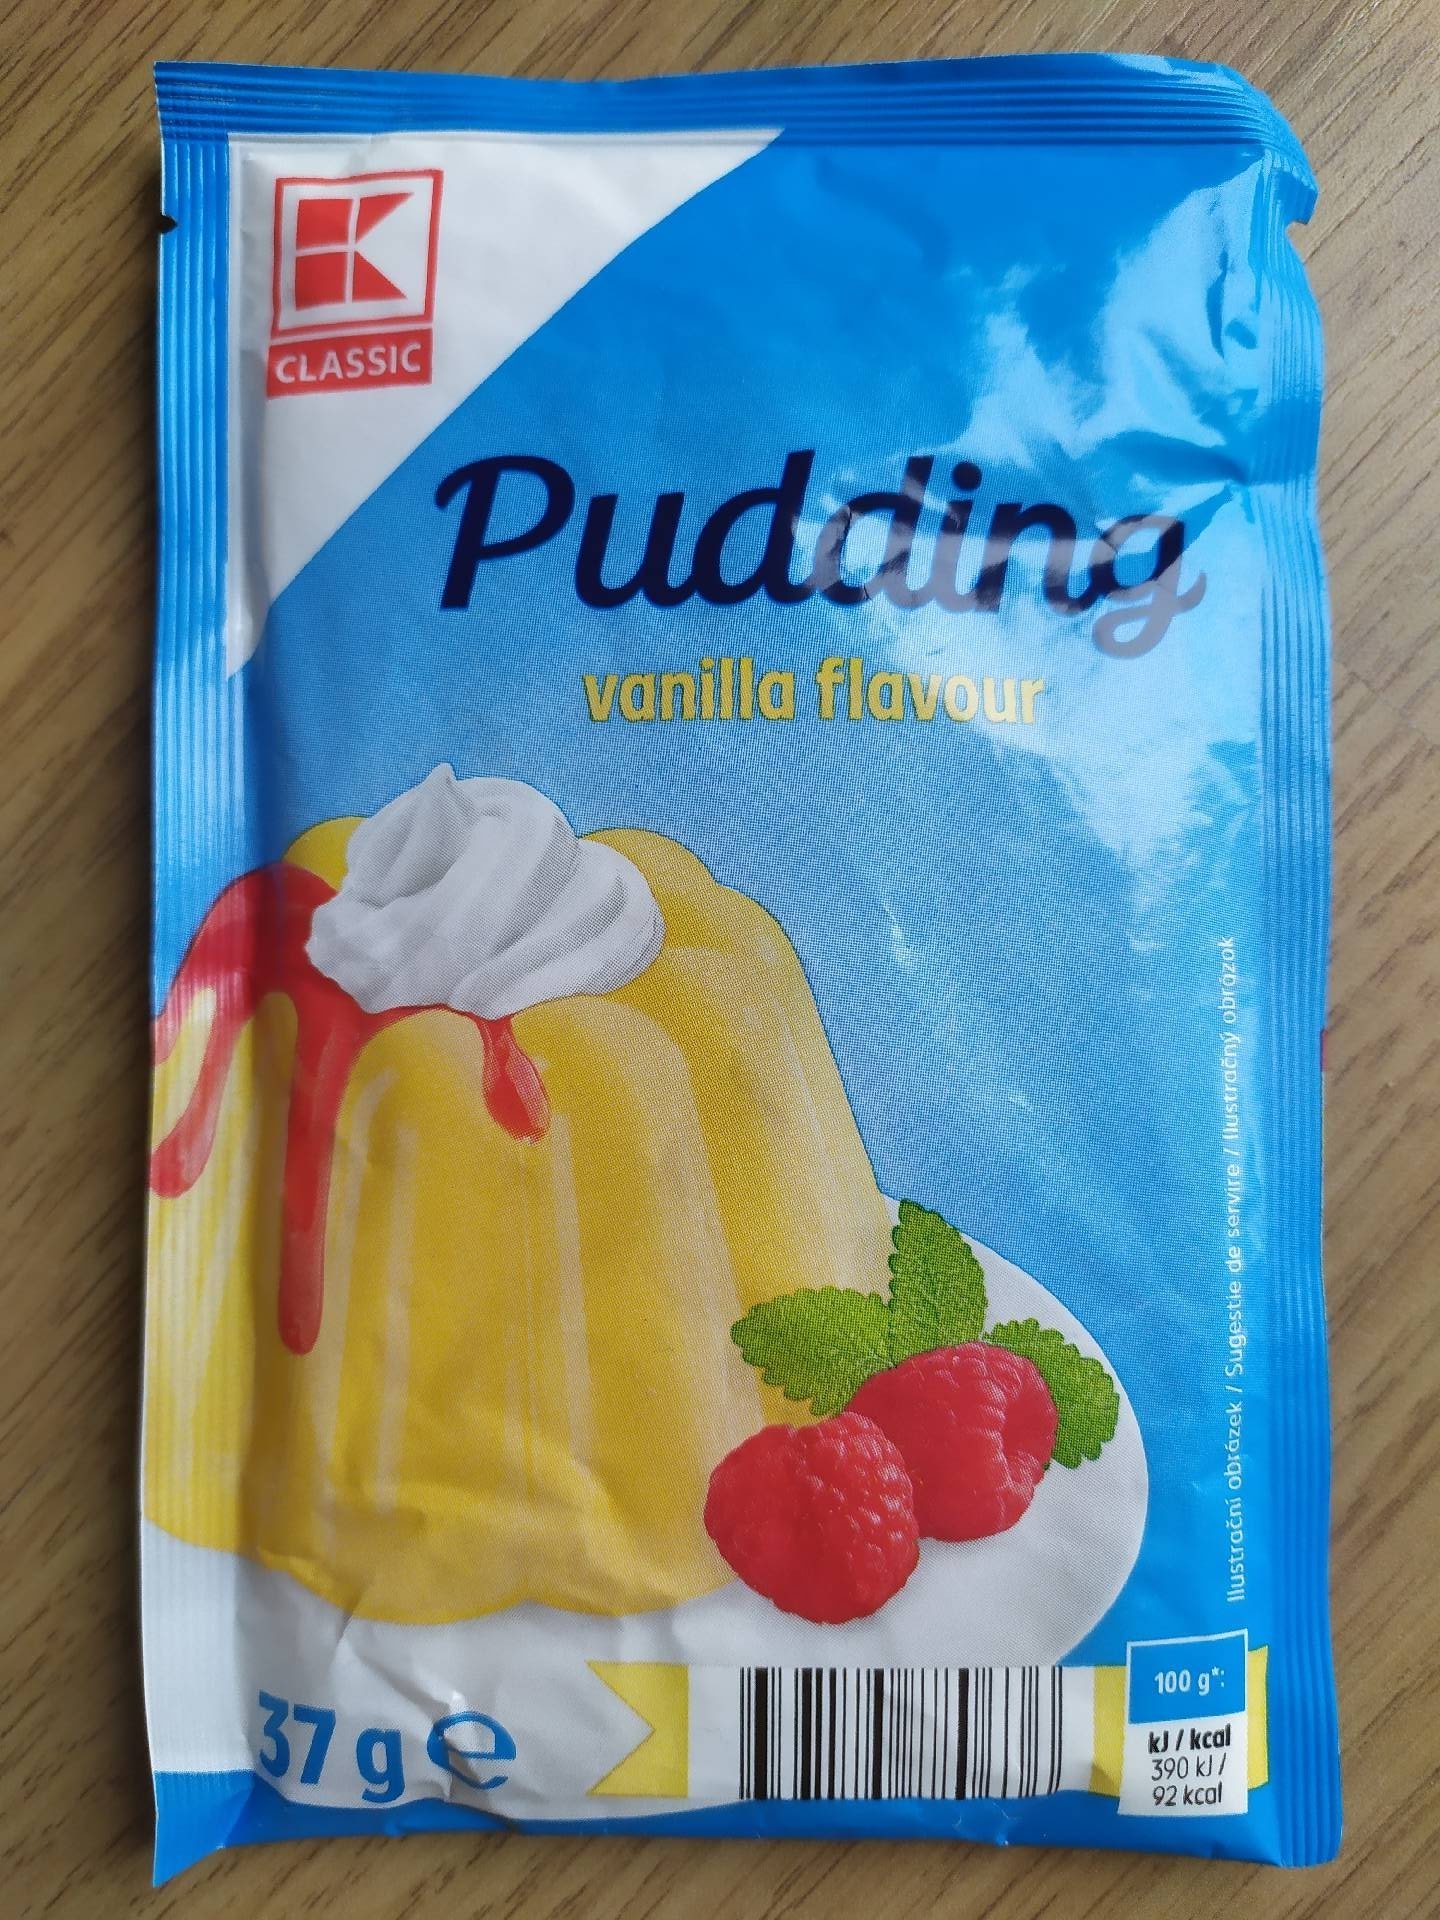 K
CLASSIC
Pudding
vanilla flavour
Ilustrační obrázek / Sugestie de servire / Ilustračný obrázok
37 g ℮
100 g*:
kJ / kcal
390 kJ /
92 kcal